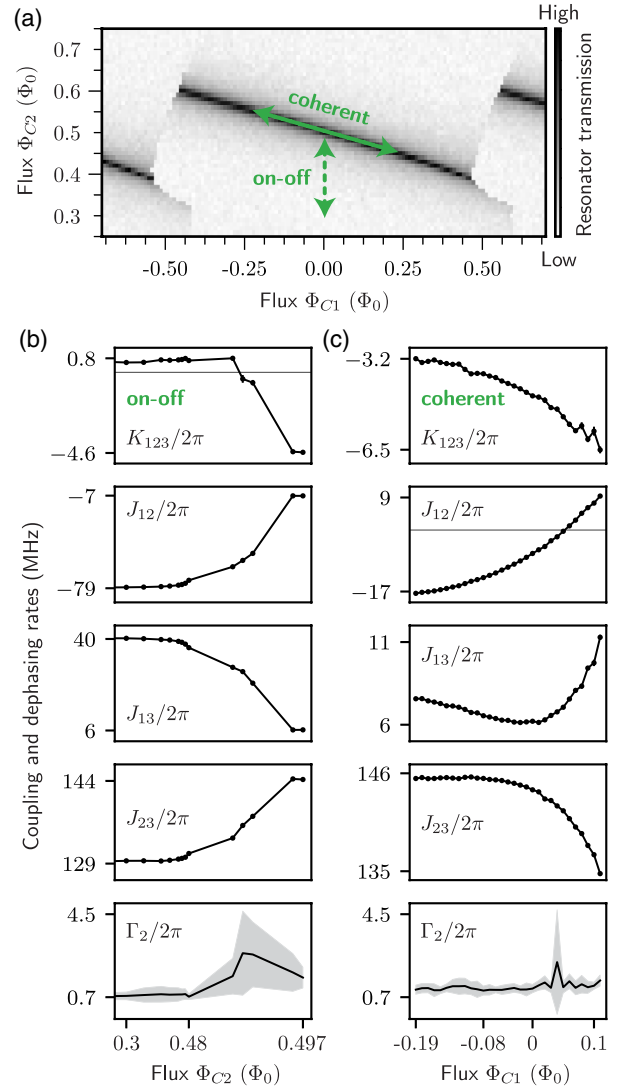 (a)
High
0.7
0.6
0.5
0.4
0.3
Flux Φ_C2 (Φ_0)
coherent
on-off
Resonator transmission
Low
-0.50
-0.25
0.00
0.25
0.50
Flux Φ_C1 (Φ_0)
(b)
(c)
Coupling and dephasing rates (MHz)
0.8
on-off
K_123/2π
−4.6
−3.2
coherent
K_123/2π
−6.5
−7
J_12/2π
−79
9
J_12/2π
−17
40
J_13/2π
6
11
J_13/2π
6
144
J_23/2π
129
146
J_23/2π
135
4.5
Γ_2/2π
0.7
4.5
Γ_2/2π
0.7
0.3
0.48
0.497
Flux Φ_C2 (Φ_0)
-0.19
-0.08
0
0.1
Flux Φ_C1 (Φ_0)